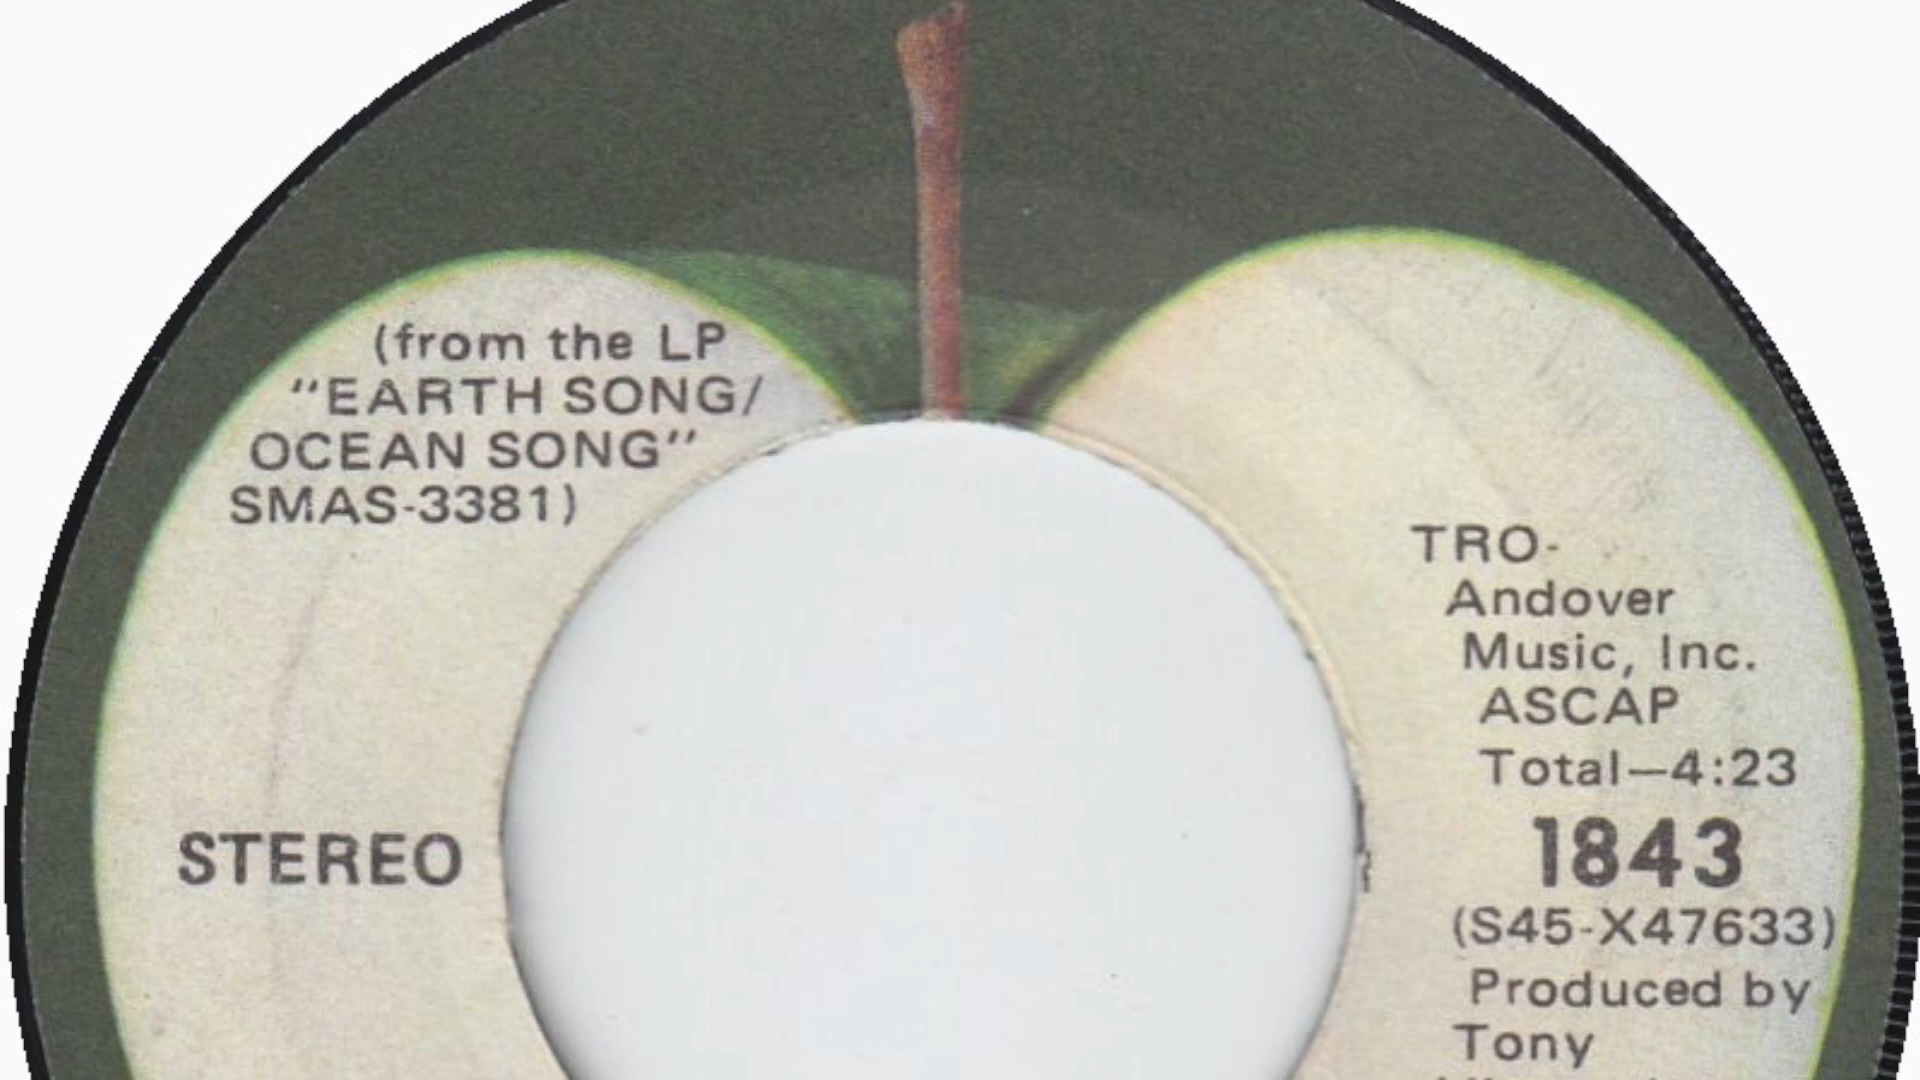 (from the LP
"EARTH SONG/
OCEAN SONG"
SMAS-3381)
STEREO
TRO-
Andover
Music, Inc.
ASCAP
Total—4:23
1843
(S45-X47633)
Produced by
Tony